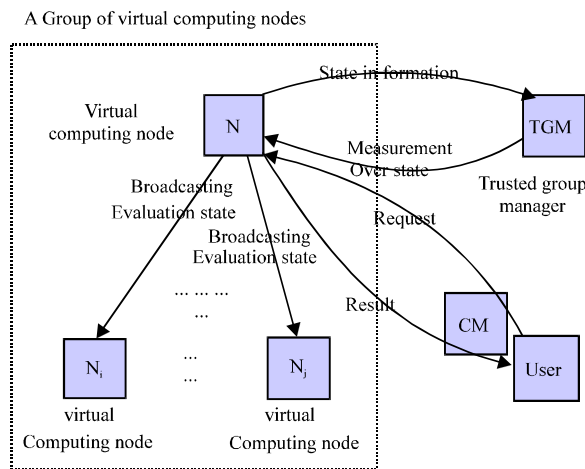 A Group of virtual computing nodes
State in formation
Virtual
computing node
N
TGM
Measurement
Over state
Trusted group
manager
Broadcasting
Evaluation state
Request
Broadcasting
Evaluation state
... ... ...
...
Result
CM
...
...
Ni
Nj
User
virtual
Computing node
virtual
Computing node